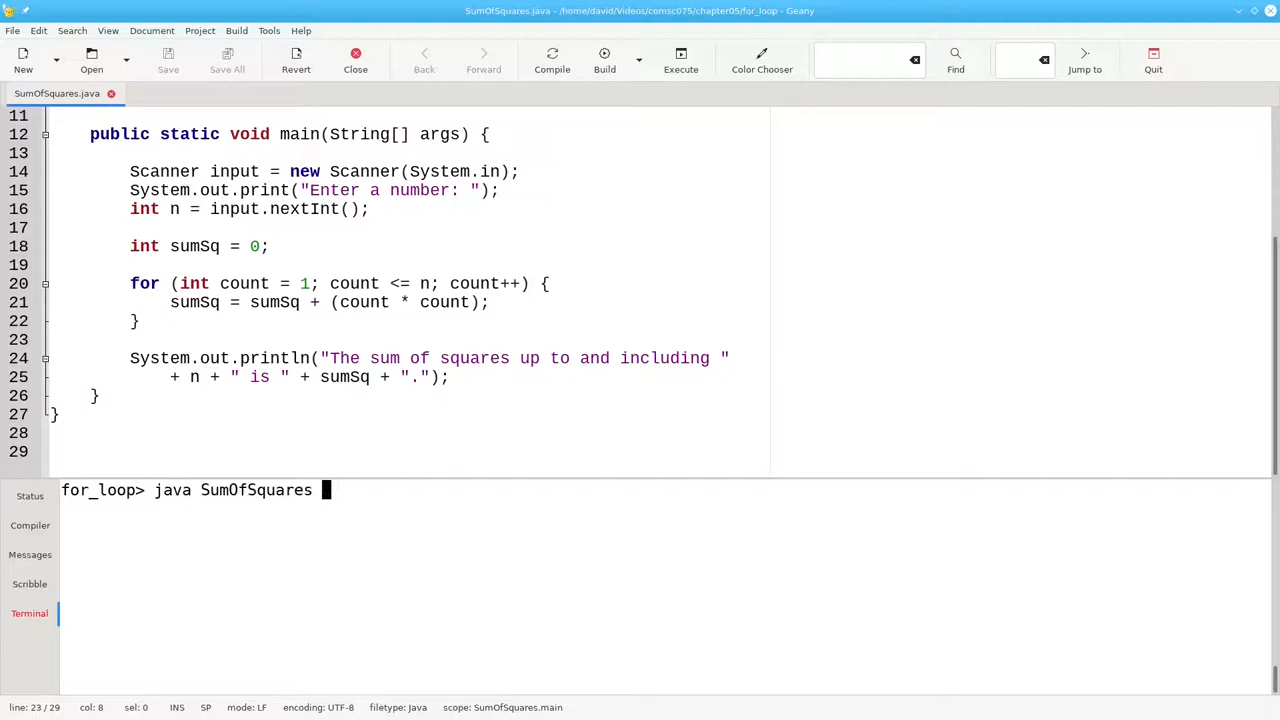 SumOfSquares.java - /home/david/Videos/comsc075/chapter05/for_loop - Geany
File Edit Search View Document Project Build Tools Help
New Open Save Save All Revert Close Back Forward Compile Build Execute Color Chooser Find Jump to Quit
SumOfSquares.java
11
12 public static void main(String[] args) {
13
14 Scanner input = new Scanner(System.in);
15 System.out.print("Enter a number: ");
16 int n = input.nextInt();
17
18 int sumSq = 0;
19
20 for (int count = 1; count <= n; count++) {
21 sumSq = sumSq + (count * count);
22 }
23
24 System.out.println("The sum of squares up to and including "
25 + n + " is " + sumSq + ".");
26 }
27 }
28
29
Status
Compiler
Messages
Scribble
Terminal
for_loop> java SumOfSquares
line: 23 / 29 col: 8 sel: 0 INS SP mode: LF encoding: UTF-8 filetype: Java scope: SumOfSquares.main